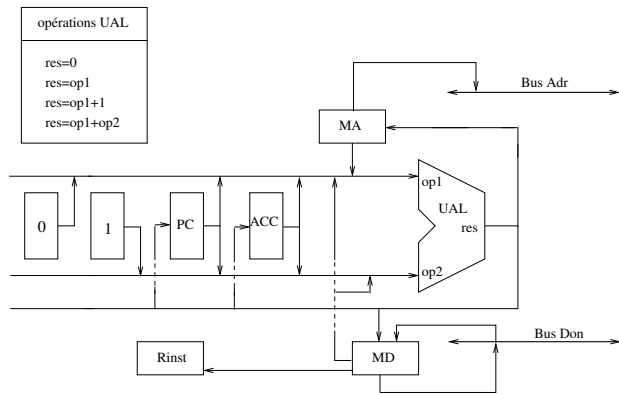 opérations UAL
res=0
res=op1
res=op1+1
res=op1+op2
Bus Adr
MA
op1
UAL
res
op2
0
1
PC
ACC
Bus Don
Rinst
MD